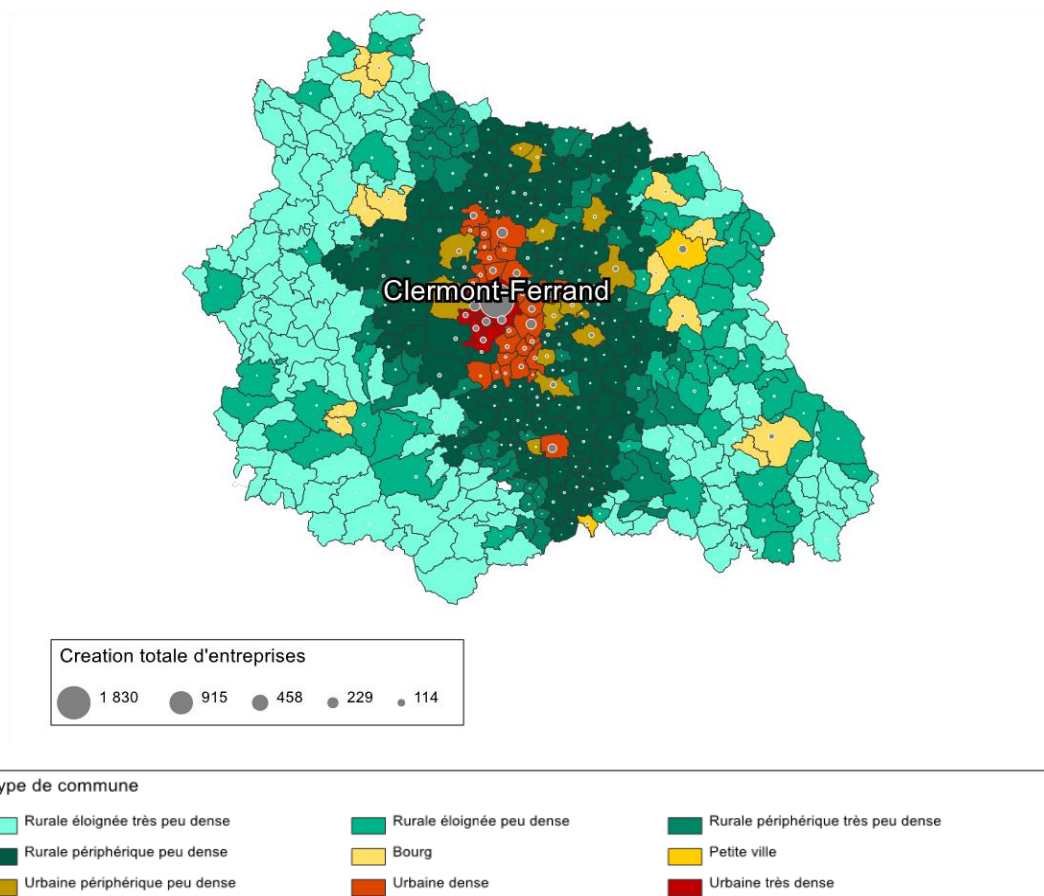 Clermont-Ferrand
Creation totale d'entreprises
1 830 915 458 229 114
ype de commune
Rurale éloignée très peu dense Rurale éloignée peu dense Rurale périphérique très peu dense
Rurale périphérique peu dense Bourg Petite ville
Urbaine périphérique peu dense Urbaine dense Urbaine très dense